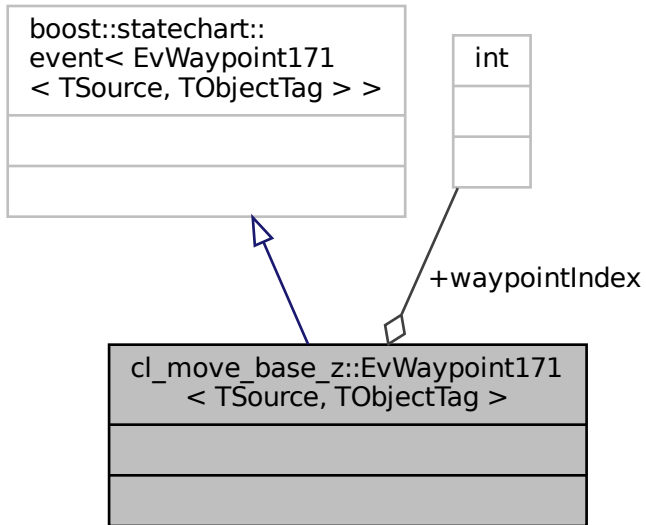 boost::statechart::
event< EvWaypoint171
< TSource, TObjectTag > >
int
+waypointIndex
cl_move_base_z::EvWaypoint171
< TSource, TObjectTag >